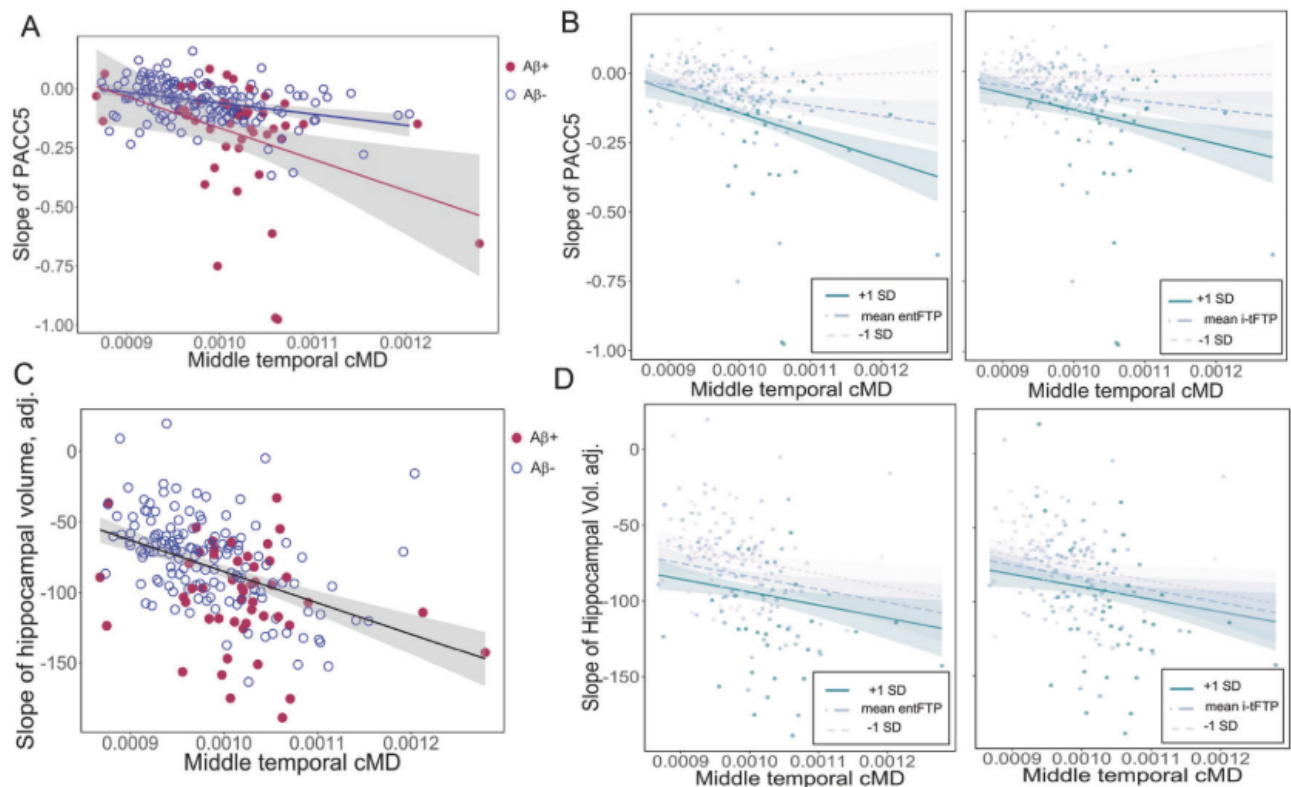 A
Slope of PACC5
0.00
-0.25
-0.50
-0.75
-1.00
0.0009 0.0010 0.0011 0.0012
Middle temporal cMD
Aβ+
Aβ-
B
Slope of PACC5
0.00
-0.25
-0.50
-0.75
-1.00
0.0009 0.0010 0.0011 0.0012
Middle temporal cMD
+1 SD
mean entFTP
-1 SD
0.0009 0.0010 0.0011 0.0012
Middle temporal cMD
+1 SD
mean i-tFTP
-1 SD
C
Slope of hippocampal volume, adj.
0
-50
-100
-150
0.0009 0.0010 0.0011 0.0012
Middle temporal cMD
Aβ+
Aβ-
D
Slope of Hippocampal Vol. adj.
0
-50
-100
-150
0.0009 0.0010 0.0011 0.0012
Middle temporal cMD
+1 SD
mean entFTP
-1 SD
0.0009 0.0010 0.0011 0.0012
Middle temporal cMD
+1 SD
mean i-tFTP
-1 SD